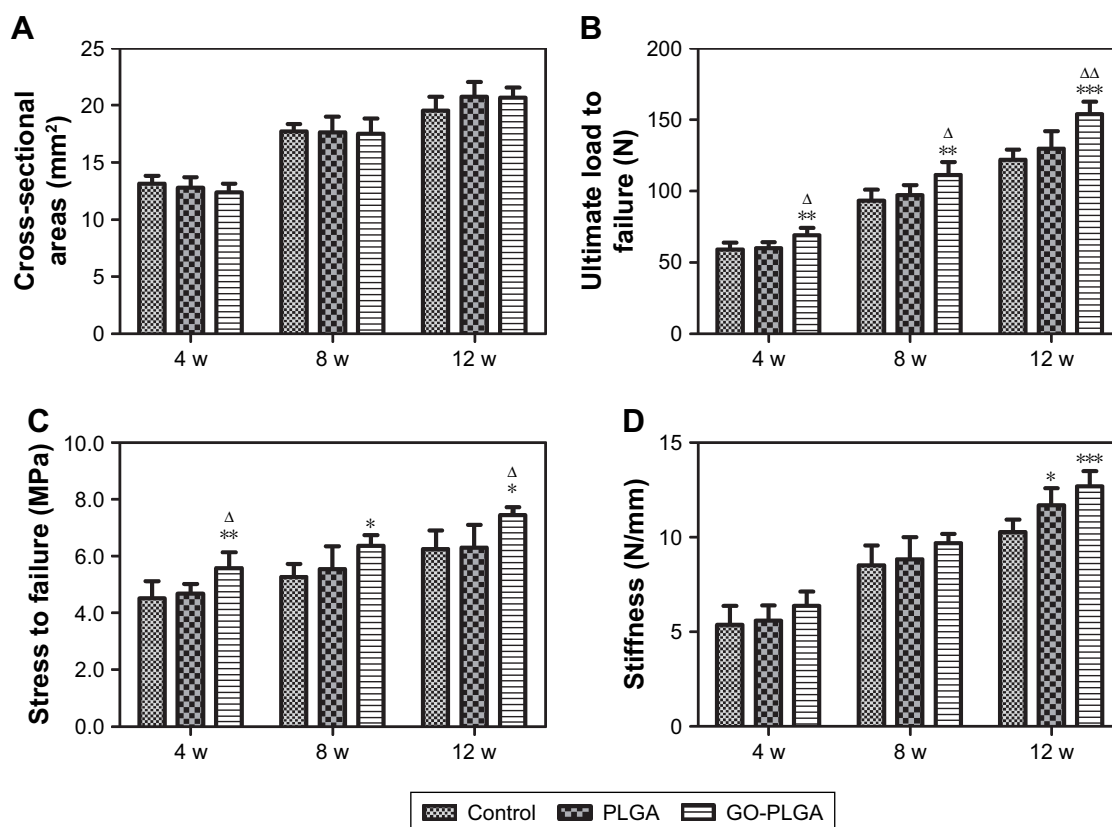 A
Cross-sectional
areas (mm²)
25
20
15
10
5
0
4 w 8 w 12 w
B
Ultimate load to
failure (N)
200
150
100
50
0
Δ
**
Δ
**
ΔΔ
***
4 w 8 w 12 w
C
Stress to failure (MPa)
10.0
8.0
6.0
4.0
2.0
0.0
Δ
**
*
Δ
*
4 w 8 w 12 w
D
Stiffness (N/mm)
15
10
5
0
*
***
4 w 8 w 12 w
Control PLGA GO-PLGA